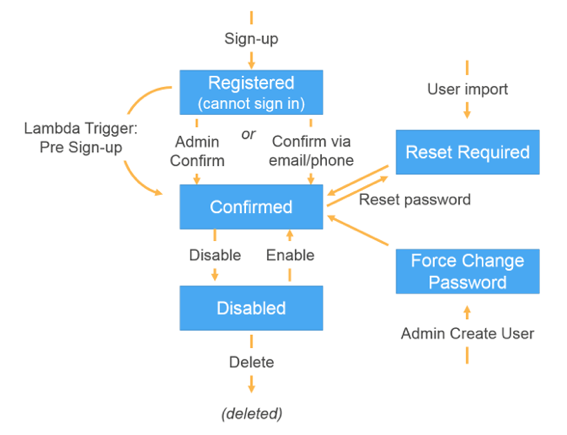 Sign-up
Registered
(cannot sign in)
User import
Lambda Trigger:
Pre Sign-up
Admin
Confirm
or
Confirm via
email/phone
Reset Required
Confirmed
Reset password
Disable
Enable
Force Change
Password
Disabled
Admin Create User
Delete
(deleted)